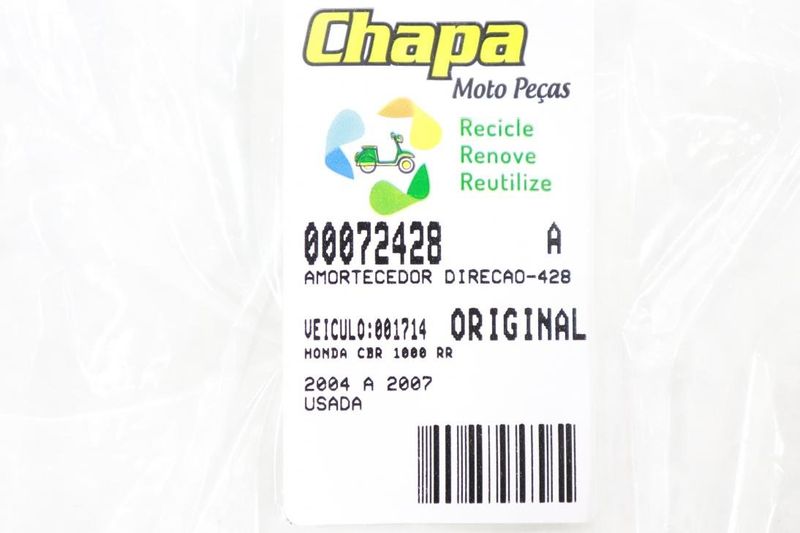 Chapa
Moto Peças
Recicle
Renove
Reutilize
00072428 A
AMORTECEDOR DIRECAO-428
VEICULO:001714 ORIGINAL
HONDA CBR 1000 RR
2004 A 2007
USADA